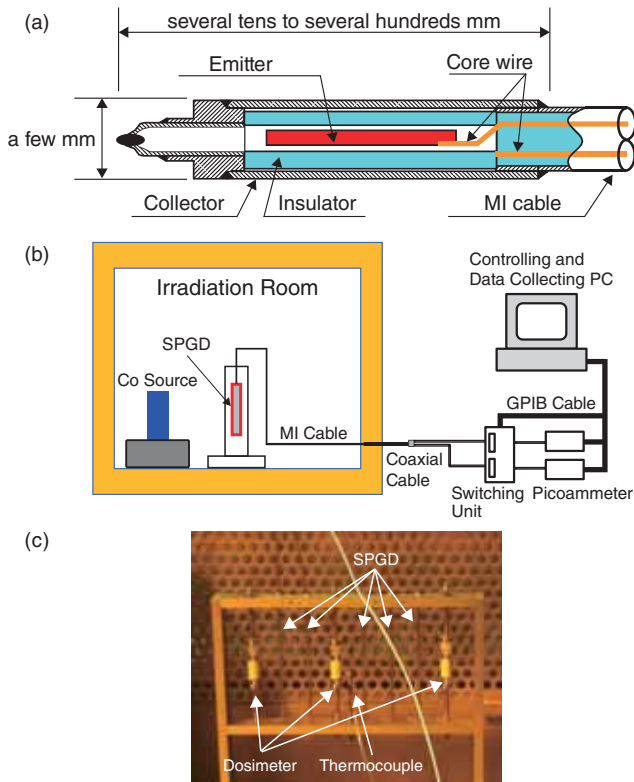 (a)
several tens to several hundreds mm
Emitter
Core wire
a few mm
Collector
Insulator
MI cable
(b)
Controlling and
Data Collecting PC
Irradiation Room
SPGD
Co Source
MI Cable
GPIB Cable
Coaxial
Cable
Switching
Unit
Picoammeter
(c)
SPGD
Dosimeter
Thermocouple